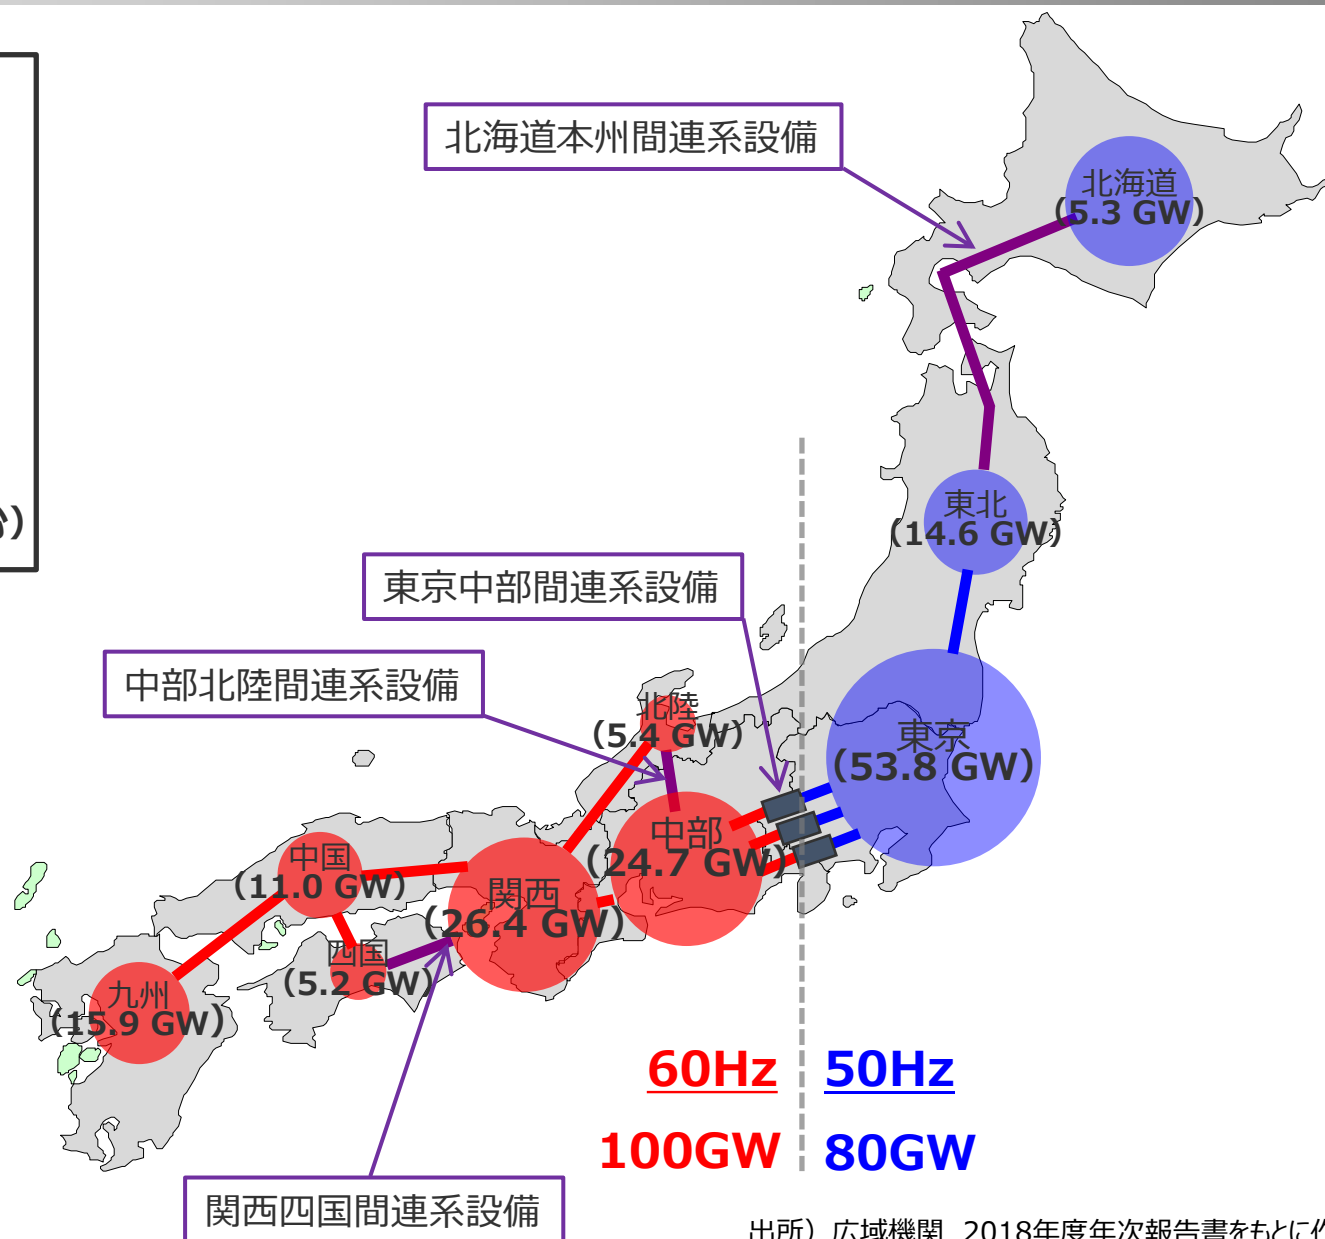 北海道本州間連系設備
北海道
(5.3 GW)
東北
(14.6 GW)
東京中部間連系設備
中部北陸間連系設備
北陸
(5.4 GW)
東京
(53.8 GW)
中部
(24.7 GW)
中国
(11.0 GW)
関西
(26.4 GW)
四国
(5.2 GW)
九州
(15.9 GW)
60Hz 50Hz
100GW 80GW
関西四国間連系設備
出所）広域機関 2018年度年次報告書をもとに作